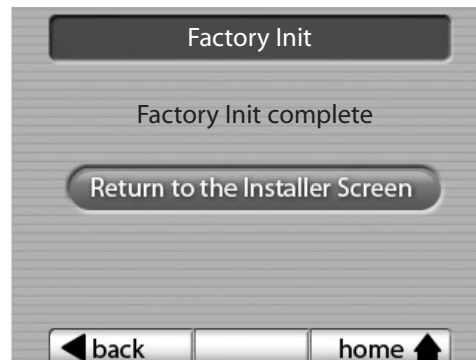 Factory Init
Factory Init complete
Return to the Installer Screen
back
home